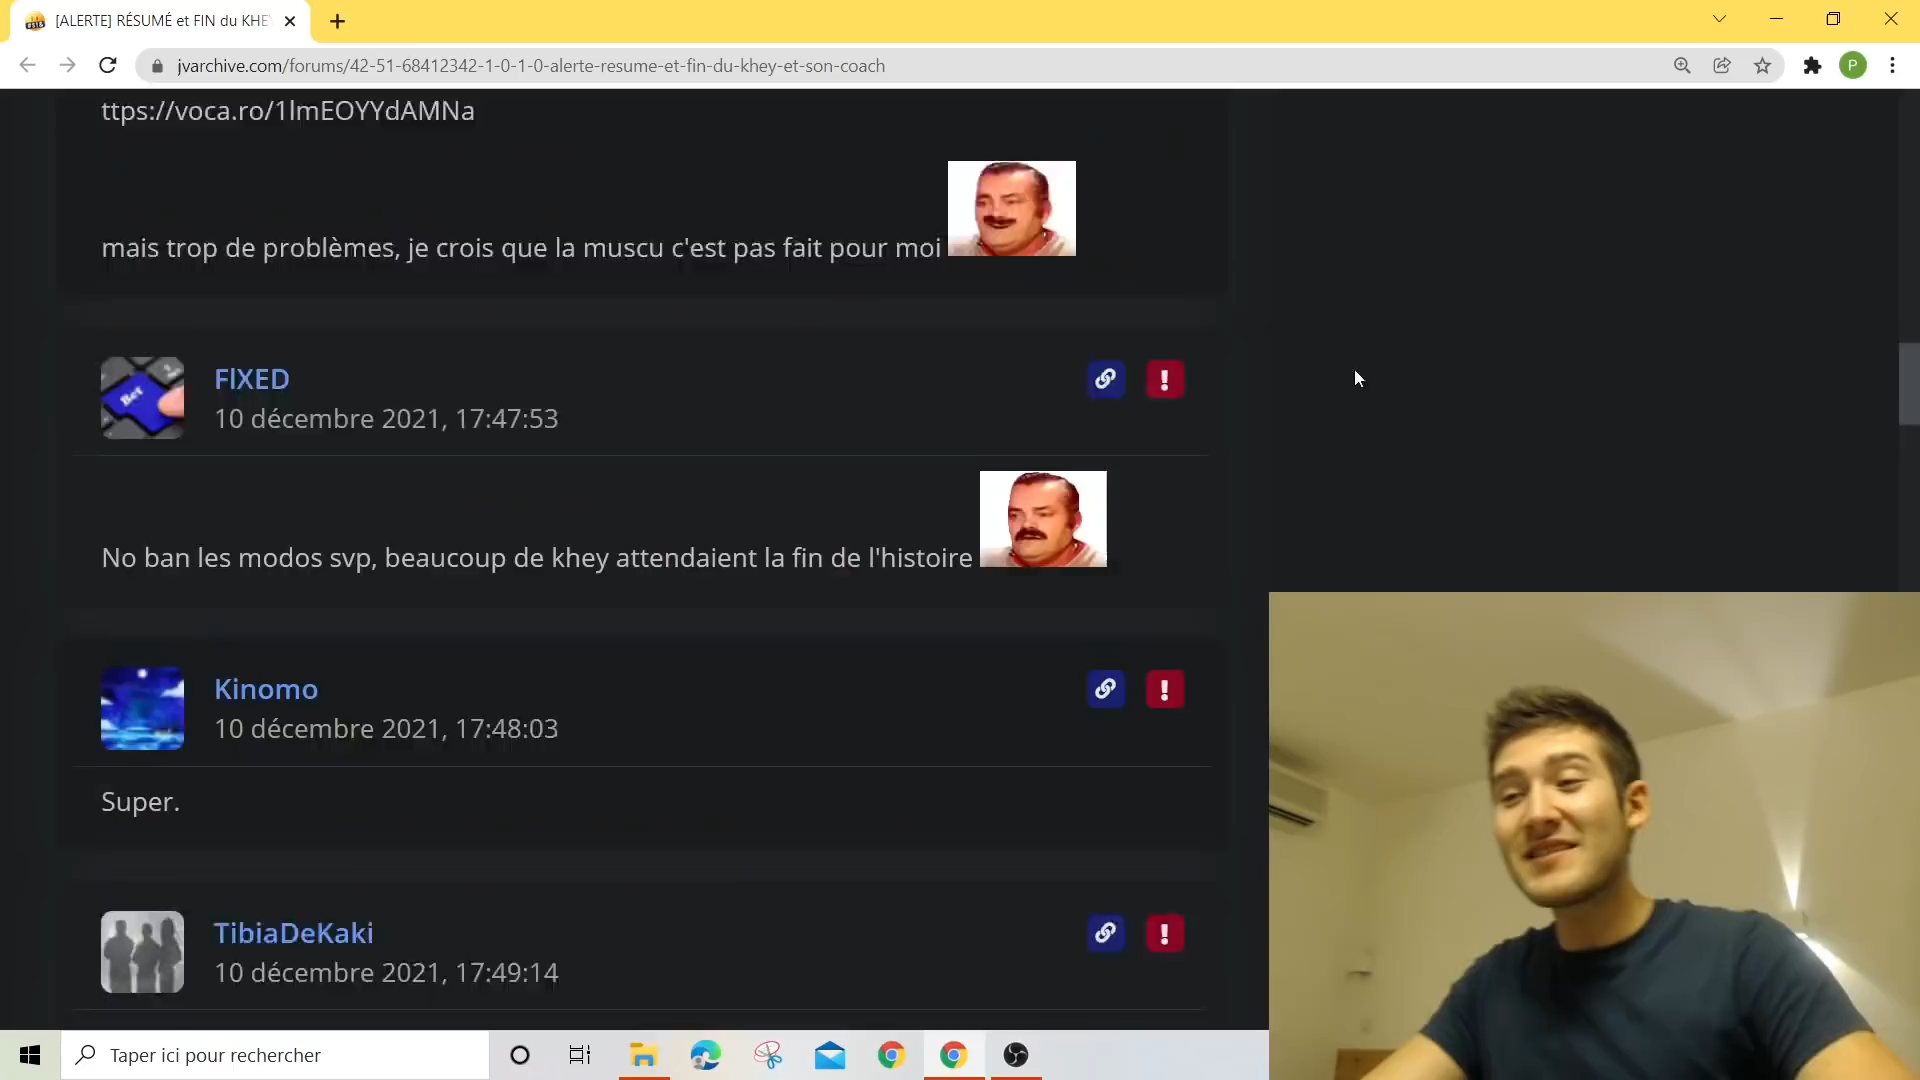 [ALERTE] RÉSUMÉ et FIN du KHE
jvarchive.com/forums/42-51-68412342-1-0-1-0-alerte-resume-et-fin-du-khey-et-son-coach
P
ttps://voca.ro/1lmEOYYdAMNa
mais trop de problèmes, je crois que la muscu c'est pas fait pour moi
Bet
FIXED
10 décembre 2021, 17:47:53
No ban les modos svp, beaucoup de khey attendaient la fin de l'histoire
Kinomo
10 décembre 2021, 17:48:03
Super.
TibiaDeKaki
10 décembre 2021, 17:49:14
Taper ici pour rechercher